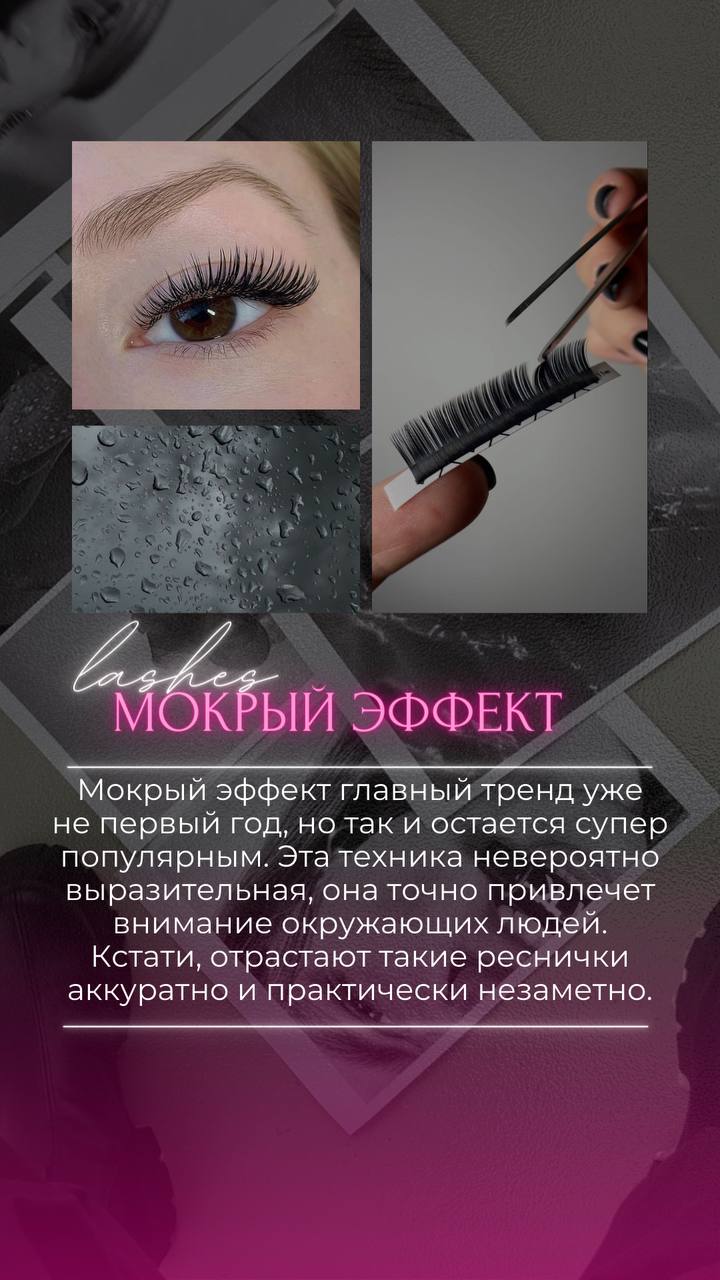 lashes
МОКРЫЙ ЭФФЕКТ
Мокрый эффект главный тренд уже
не первый год, но так и остается супер
популярным. Эта техника невероятно
выразительная, она точно привлечет
внимание окружающих людей.
Кстати, отрастают такие реснички
аккуратно и практически незаметно.